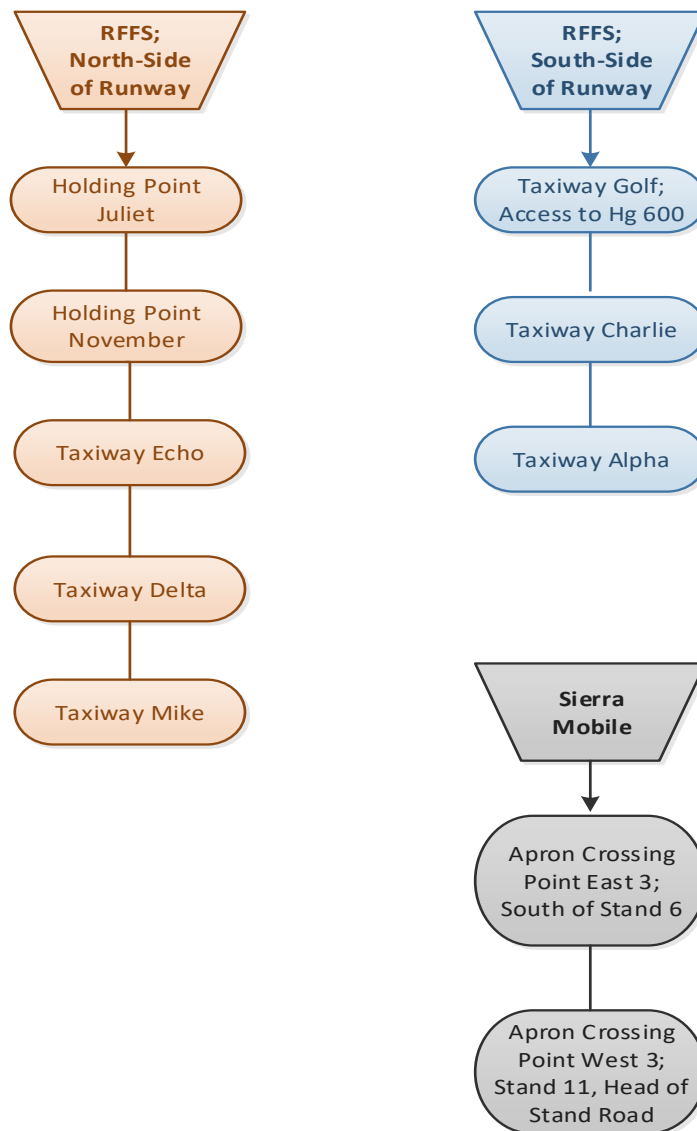 RFFS;
North-Side
of Runway
Holding Point
Juliet
Holding Point
November
Taxiway Echo
Taxiway Delta
Taxiway Mike
RFFS;
South-Side
of Runway
Taxiway Golf;
Access to Hg 600
Taxiway Charlie
Taxiway Alpha
Sierra
Mobile
Apron Crossing
Point East 3;
South of Stand 6
Apron Crossing
Point West 3;
Stand 11, Head of
Stand Road